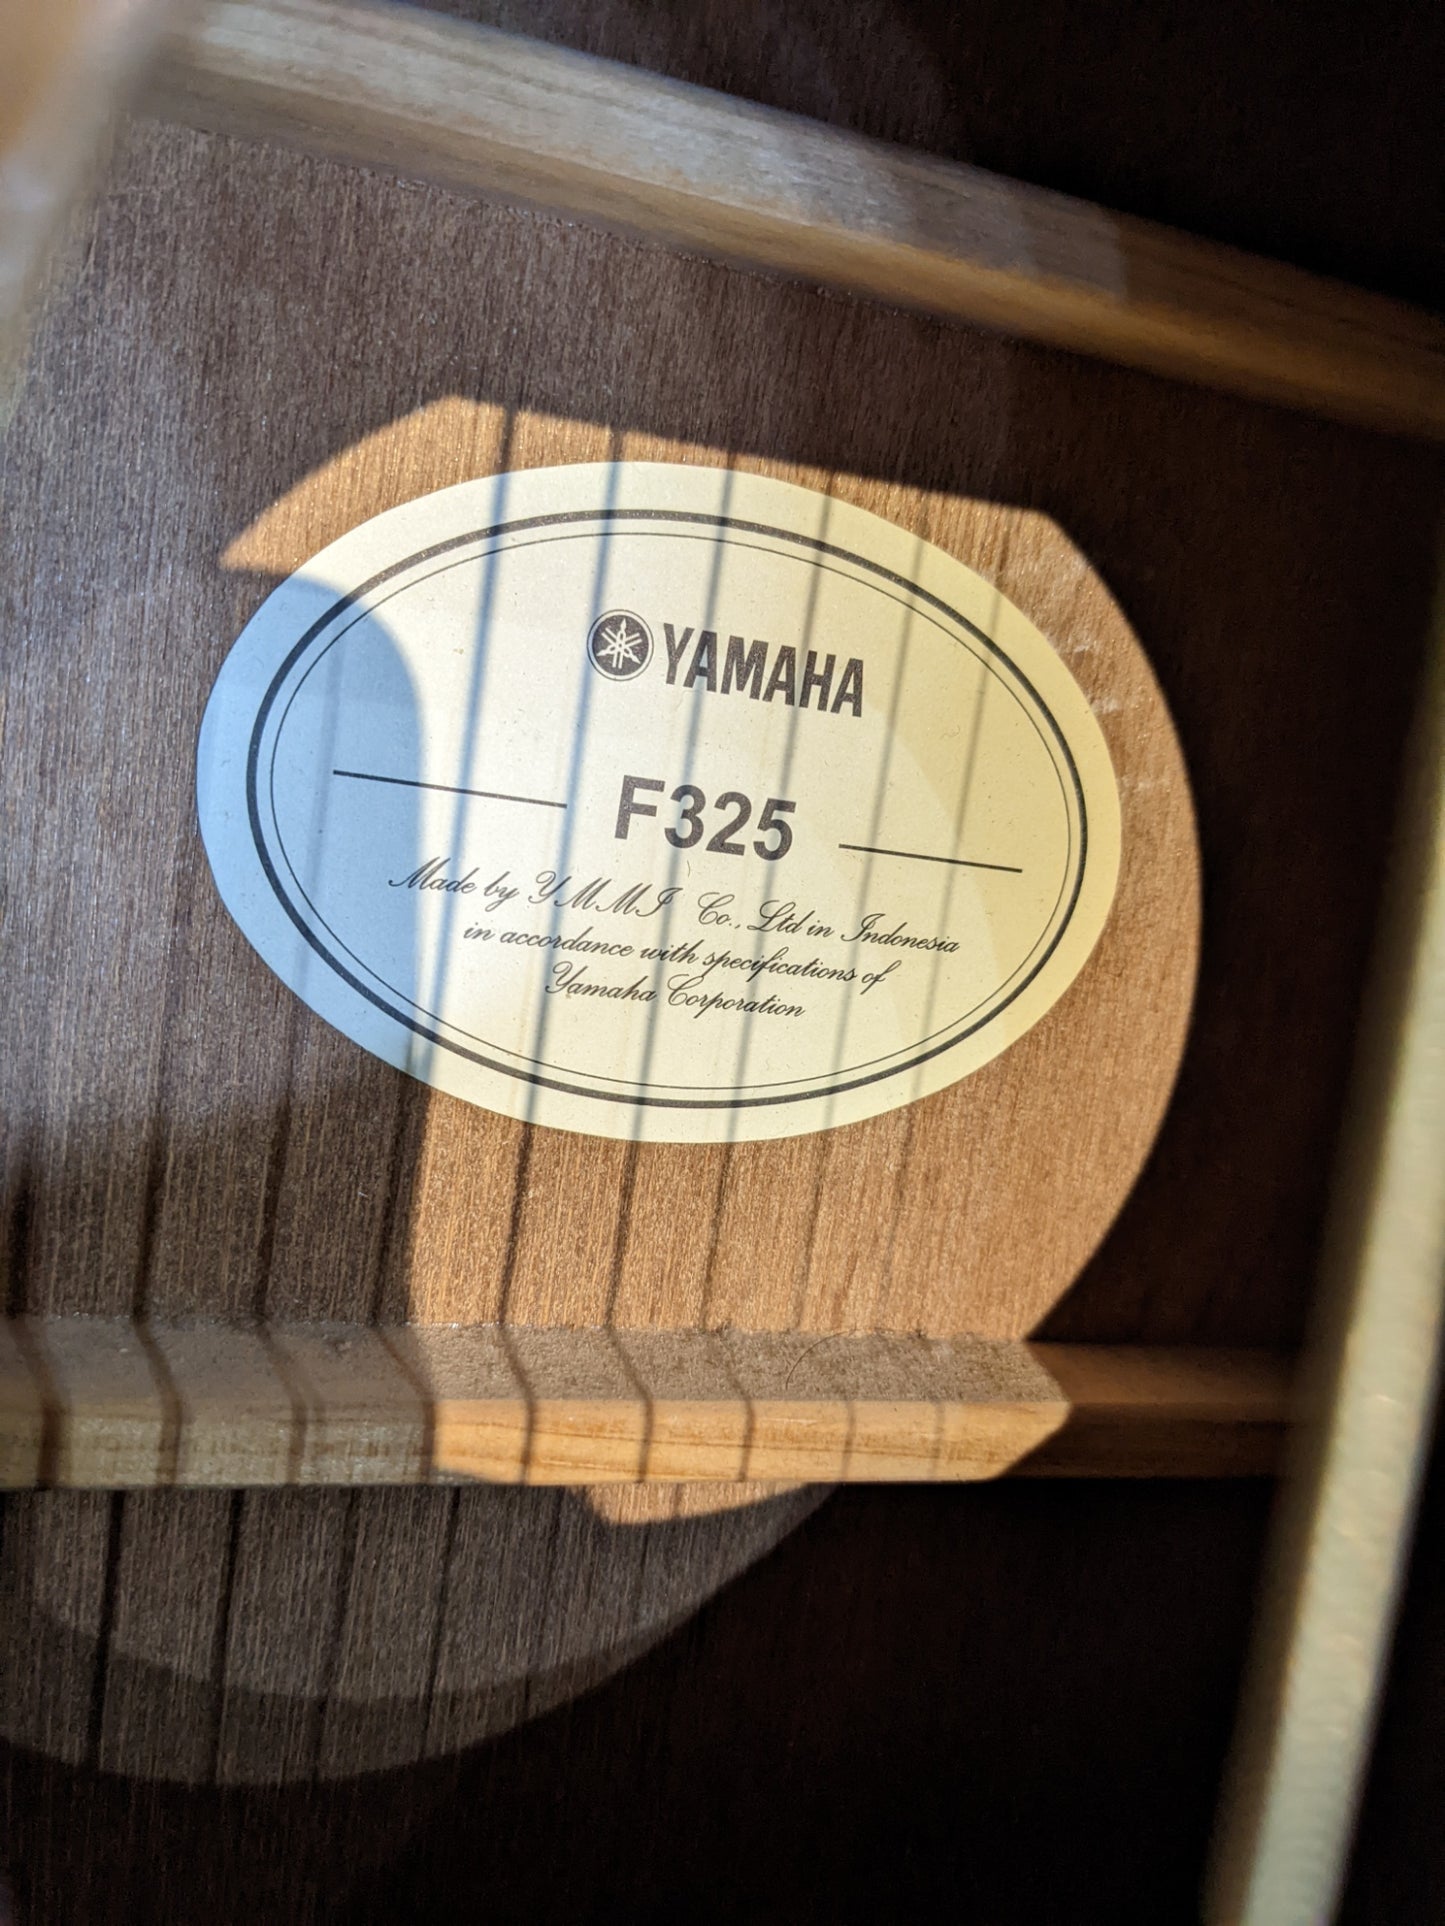 YAMAHA
F325
Made by YMMI Co., Ltd in Indonesia
in accordance with specifications of
Yamaha Corporation